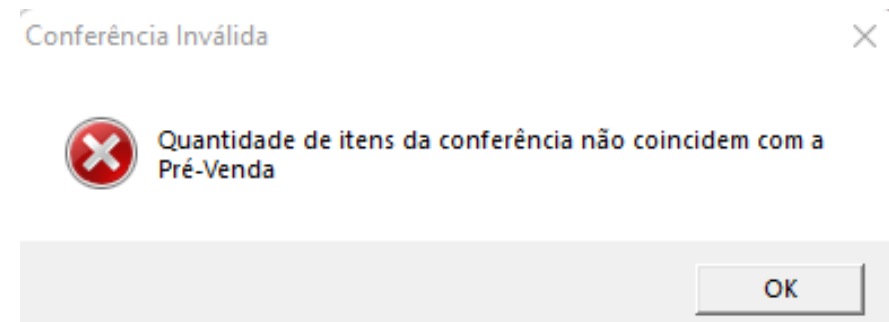 Conferência Inválida
Quantidade de itens da conferência não coincidem com a
Pré-Venda
OK